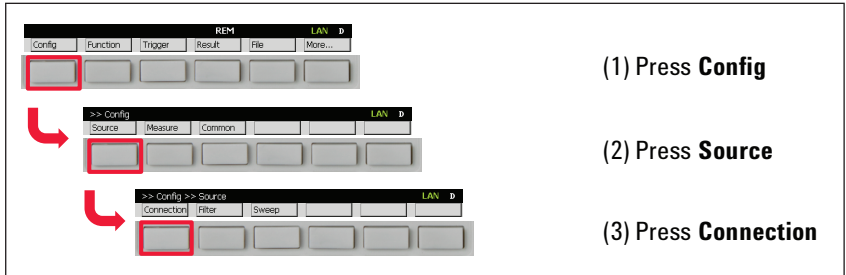 REM LAN D
Config Function Trigger Result File More...
(1) Press Config
>> Config LAN D
Source Measure Common
(2) Press Source
>> Config >> Source LAN D
Connection Filter Sweep
(3) Press Connection